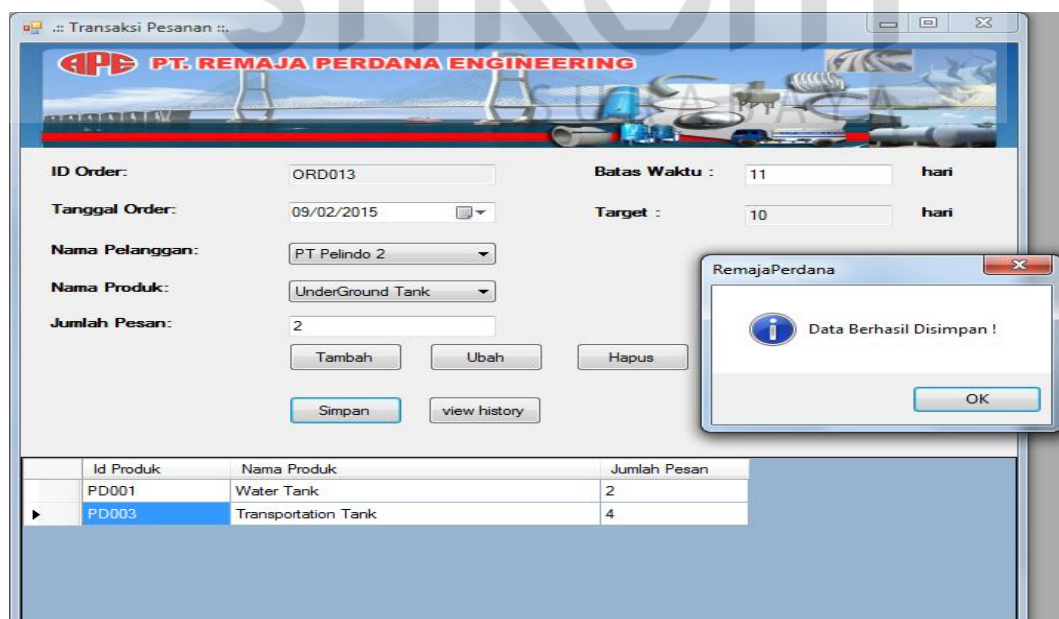 .:: Transaksi Pesanan ::.
PT. REMAJA PERDANA ENGINEERING
SURABAYA
ID Order: ORD013 Batas Waktu : 11 hari
Tanggal Order: 09/02/2015 Target : 10 hari
Nama Pelanggan: PT Pelindo 2
Nama Produk: UnderGround Tank
Jumlah Pesan: 2
Tambah Ubah Hapus
Simpan view history
RemajaPerdana
Data Berhasil Disimpan !
OK
Id Produk Nama Produk Jumlah Pesan
PD001 Water Tank 2
PD003 Transportation Tank 4